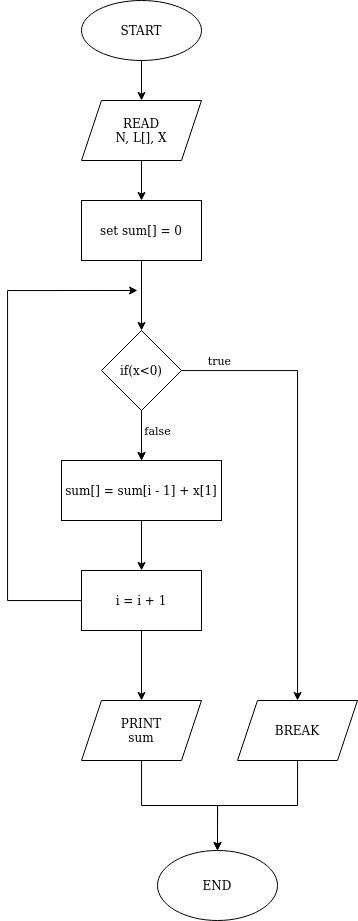 START
READ
N, L[], X
set sum[] = 0
if(x<0)
true
false
sum[] = sum[i - 1] + x[1]
i = i + 1
PRINT
sum
BREAK
END